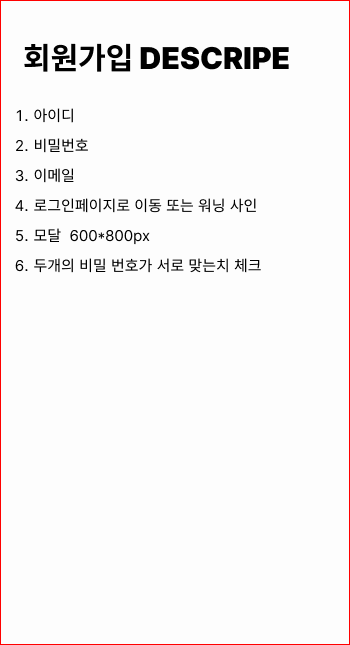 회원가입 DESCRIPE
1. 아이디
2. 비밀번호
3. 이메일
4. 로그인페이지로 이동 또는 워닝 사인
5. 모달  600*800px
6. 두개의 비밀 번호가 서로 맞는치 체크